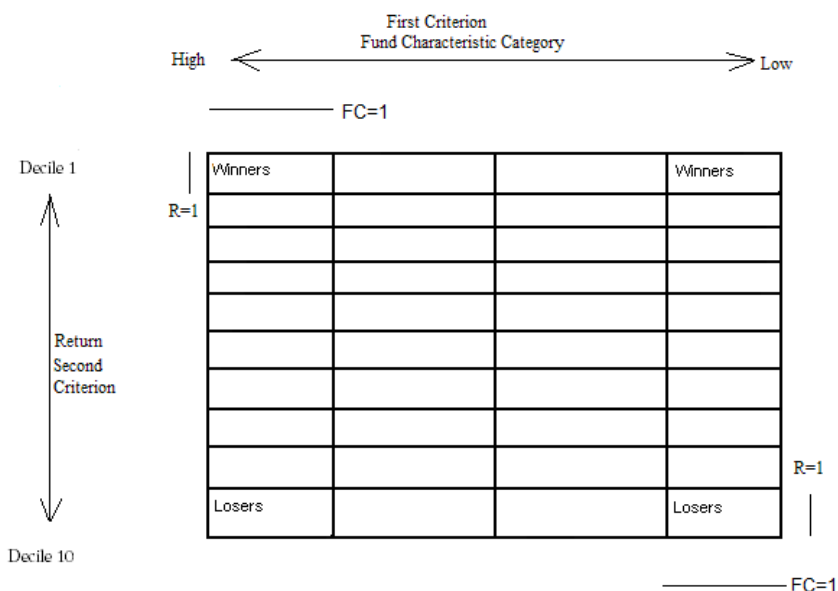 First Criterion
Fund Characteristic Category
High
Low
FC=1
Decile 1
Winners
Winners
R=1
Return
Second
Criterion
R=1
Losers
Losers
Decile 10
FC=1